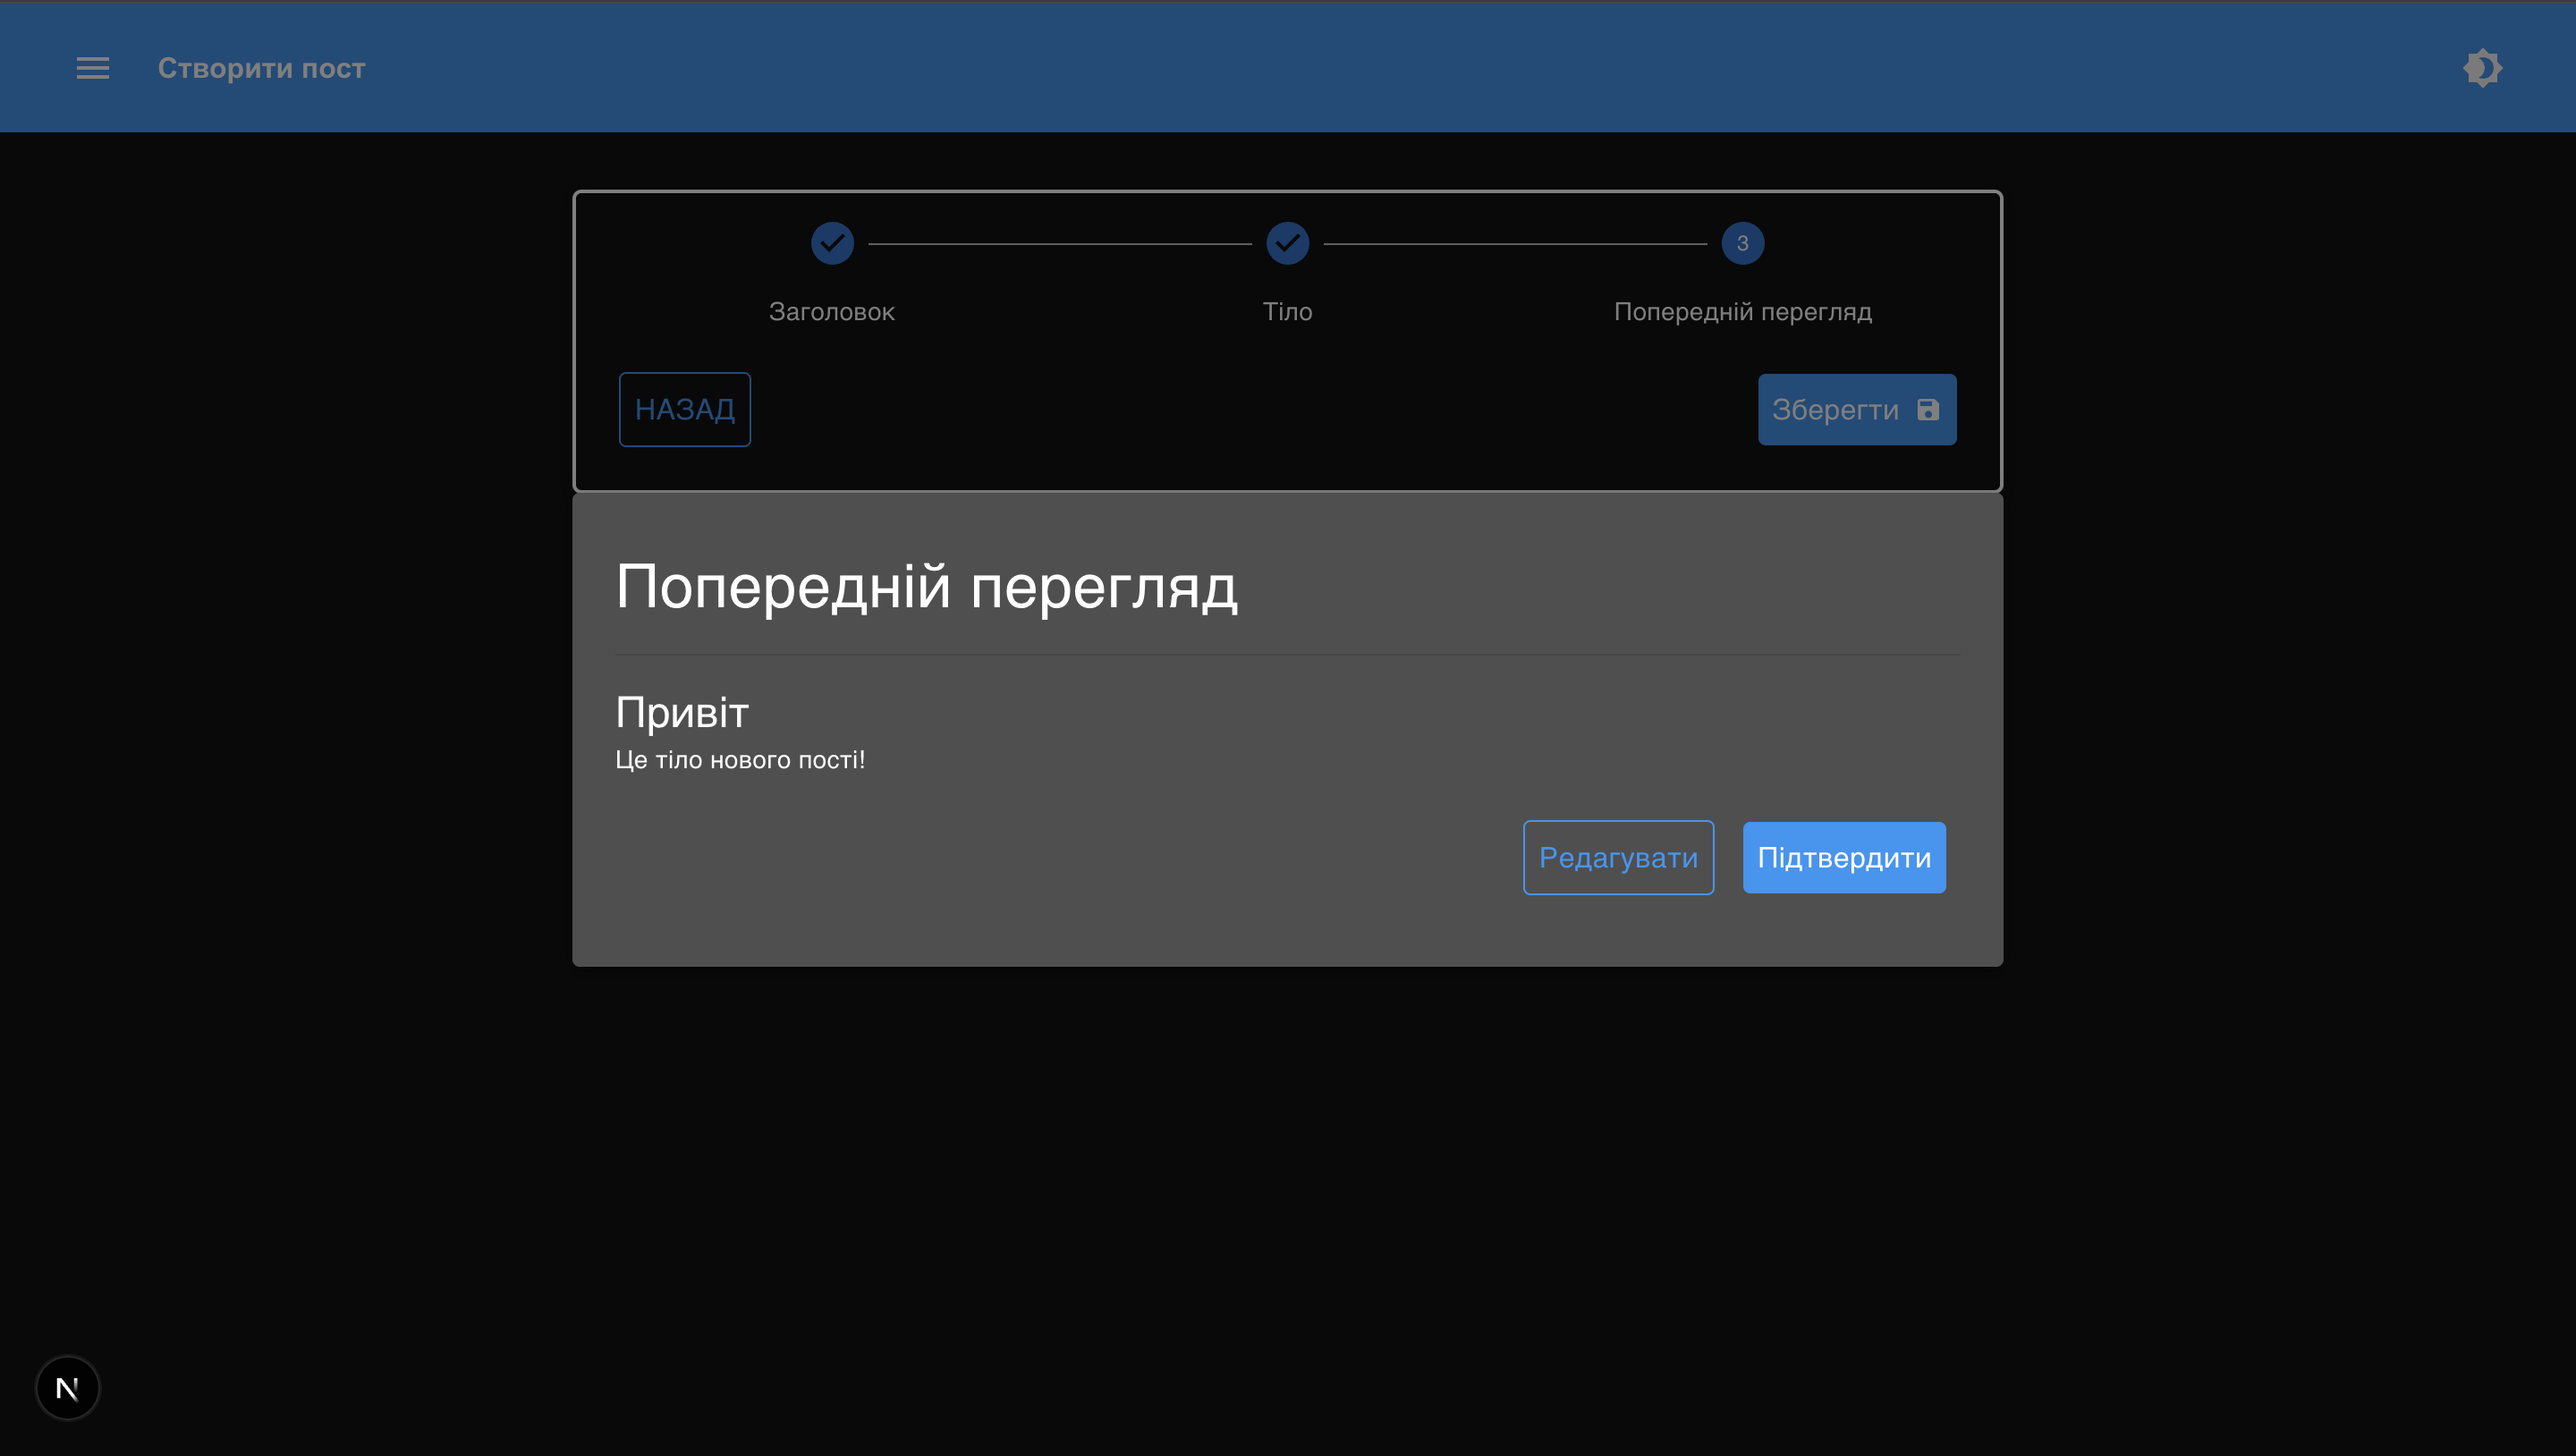 Створити пост
3
Заголовок Тіло Попередній перегляд
НАЗАД Зберегти
Попередній перегляд
Привіт
Це тіло нового пості!
Редагувати Підтвердити
N